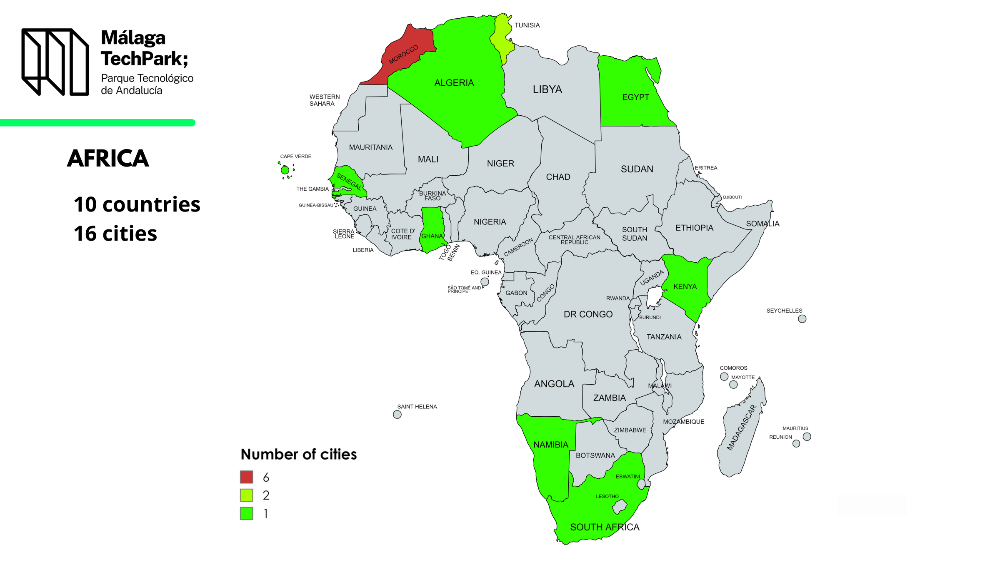 Málaga
TechPark;
Parque Tecnológico
de Andalucía
AFRICA
10 countries
16 cities
TUNISIA
MOROCCO
ALGERIA
LIBYA
EGYPT
WESTERN
SAHARA
MAURITANIA
MALI
NIGER
CHAD
SUDAN
ERITREA
CAPE VERDE
SENEGAL
THE GAMBIA
GUINEA-BISSAU
GUINEA
BURKINA
FASO
DJIBOUTI
SIERRA
LEONE
COTE D'
IVOIRE
GHANA
NIGERIA
CENTRAL AFRICAN
REPUBLIC
SOUTH
SUDAN
ETHIOPIA
SOMALIA
LIBERIA
TOGO
BENIN
CAMEROON
EQ. GUINEA
SÃO TOMÉ AND
PRINCIPE
GABON
CONGO
UGANDA
KENYA
RWANDA
DR CONGO
BURUNDI
SEYCHELLES
TANZANIA
COMOROS
MAYOTTE
ANGOLA
MALAWI
ZAMBIA
SAINT HELENA
MOZAMBIQUE
ZIMBABWE
MADAGASCAR
MAURITIUS
REUNION
NAMIBIA
BOTSWANA
ESWATINI
LESOTHO
SOUTH AFRICA
Number of cities
6
2
1